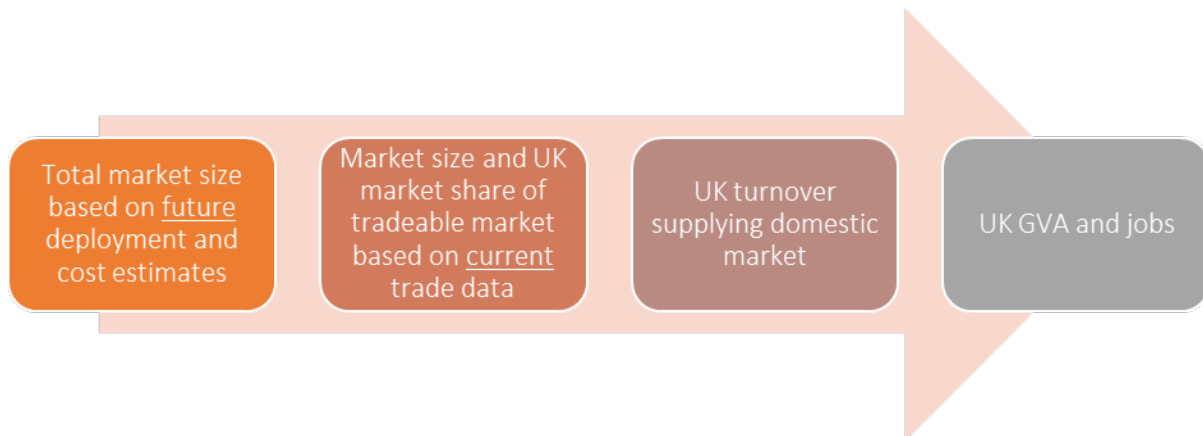 Total market size
based on future
deployment and
cost estimates
Market size and UK
market share of
tradeable market
based on current
trade data
UK turnover
supplying domestic
market
UK GVA and jobs